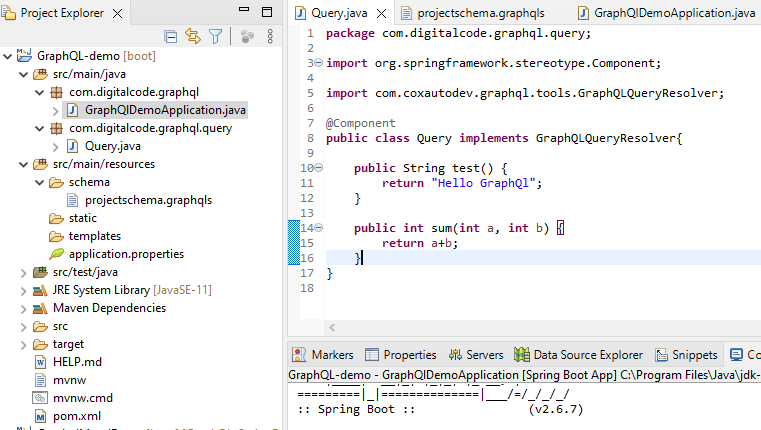 Project Explorer
GraphQL-demo [boot]
src/main/java
com.digitalcode.graphql
GraphQlDemoApplication.java
com.digitalcode.graphql.query
Query.java
src/main/resources
schema
projectschema.graphqls
static
templates
application.properties
src/test/java
JRE System Library [JavaSE-11]
Maven Dependencies
src
target
HELP.md
mvnw
mvnw.cmd
pom.xml
Query.java
projectschema.graphqls
GraphQlDemoApplication.java
1 package com.digitalcode.graphql.query;
2
3 import org.springframework.stereotype.Component;
4
5 import com.coxautodev.graphql.tools.GraphQLQueryResolver;
6
7 @Component
8 public class Query implements GraphQLQueryResolver{
9
10 public String test() {
11 return "Hello GraphQl";
12 }
13
14 public int sum(int a, int b) {
15 return a+b;
16 }
17 }
18
Markers Properties Servers Data Source Explorer Snippets Co
GraphQL-demo - GraphQlDemoApplication [Spring Boot App] C:\Program Files\Java\jdk-
=========|_|==============|___/=/_/_/_/
:: Spring Boot :: (v2.6.7)